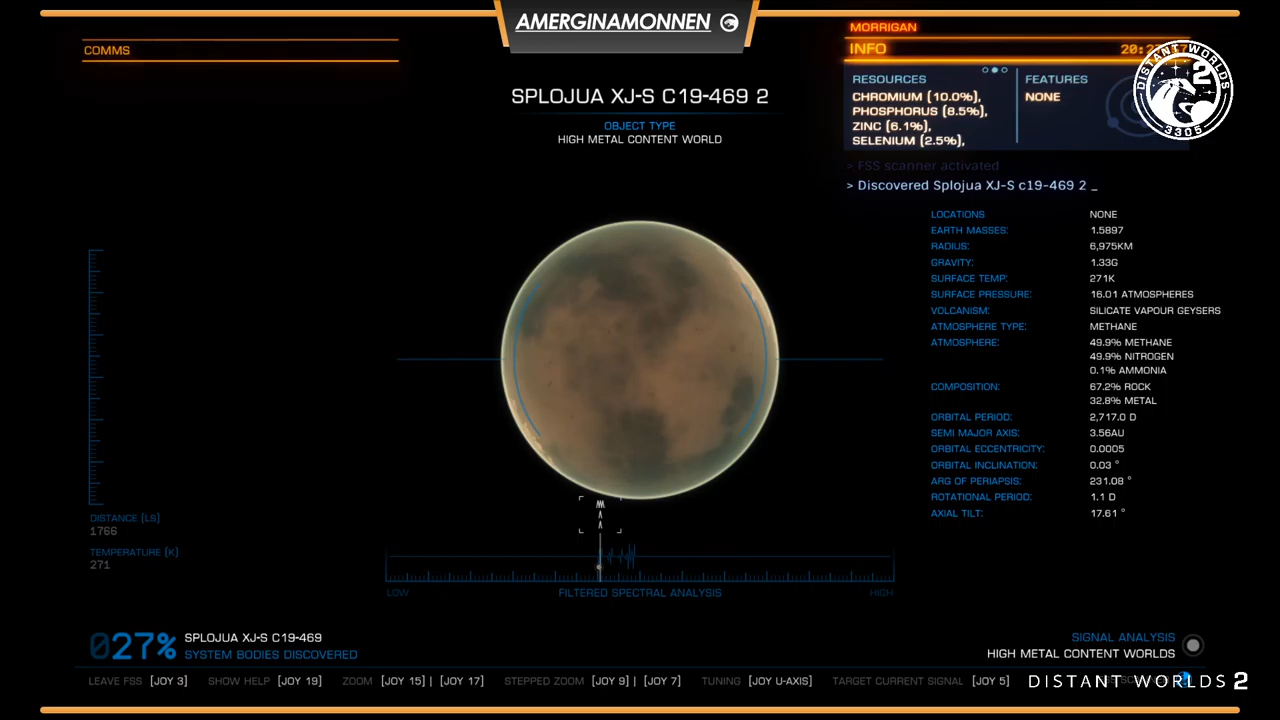 AMERGINAMONNEN
COMMS
MORRIGAN
INFO
DISTANT WORLDS
2
3305
RESOURCES
CHROMIUM (10.0%),
PHOSPHORUS (8.5%),
ZINC (6.1%),
SELENIUM (2.5%),
FEATURES
NONE
SPLOJUA XJ-S C19-469 2
OBJECT TYPE
HIGH METAL CONTENT WORLD
> FSS scanner activated
> Discovered Splojua XJ-S c19-469 2 _
LOCATIONS NONE
EARTH MASSES: 1.5897
RADIUS: 6,975KM
GRAVITY: 1.33G
SURFACE TEMP: 271K
SURFACE PRESSURE: 16.01 ATMOSPHERES
VOLCANISM: SILICATE VAPOUR GEYSERS
ATMOSPHERE TYPE: METHANE
ATMOSPHERE: 49.9% METHANE
49.9% NITROGEN
0.1% AMMONIA
COMPOSITION: 67.2% ROCK
32.8% METAL
ORBITAL PERIOD: 2,717.0 D
SEMI MAJOR AXIS: 3.56AU
ORBITAL ECCENTRICITY: 0.0005
ORBITAL INCLINATION: 0.03 °
ARG OF PERIAPSIS: 231.08 °
ROTATIONAL PERIOD: 1.1 D
AXIAL TILT: 17.61 °
DISTANCE (LS)
1766
TEMPERATURE (K)
271
LOW FILTERED SPECTRAL ANALYSIS HIGH
027% SPLOJUA XJ-S C19-469
SYSTEM BODIES DISCOVERED
SIGNAL ANALYSIS
HIGH METAL CONTENT WORLDS
LEAVE FSS [JOY 3] SHOW HELP [JOY 19] ZOOM [JOY 15] | [JOY 17] STEPPED ZOOM [JOY 9] | [JOY 7] TUNING [JOY U-AXIS] TARGET CURRENT SIGNAL [JOY 5]
DISTANT WORLDS 2